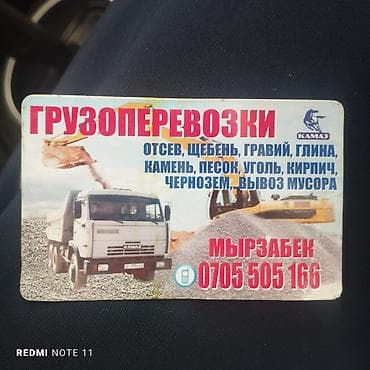 ГРУЗОПЕРЕВОЗКИ
КАМАЗ
ОТСЕВ, ЩЕБЕНЬ, ГРАВИЙ, ГЛИНА,
КАМЕНЬ, ПЕСОК, УГОЛЬ, КИРПИЧ,
ЧЕРНОЗЕМ, ВЫВОЗ МУСОРА
МЫРЗАБЕК
0705 505 166
REDMI NOTE 11